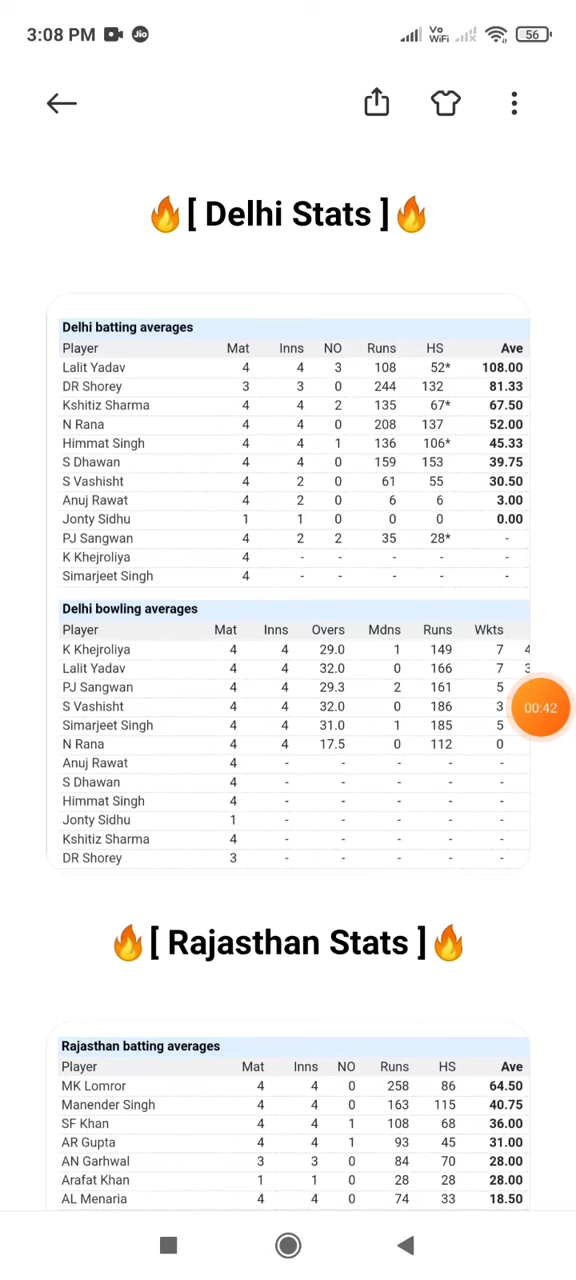 3:08 PM Jio Vo WiFi 56
🔥[ Delhi Stats ]🔥
Delhi batting averages
Player Mat Inns NO Runs HS Ave
Lalit Yadav 4 4 3 108 52* 108.00
DR Shorey 3 3 0 244 132 81.33
Kshitiz Sharma 4 4 2 135 67* 67.50
N Rana 4 4 0 208 137 52.00
Himmat Singh 4 4 1 136 106* 45.33
S Dhawan 4 4 0 159 153 39.75
S Vashisht 4 2 0 61 55 30.50
Anuj Rawat 4 2 0 6 6 3.00
Jonty Sidhu 1 1 0 0 0 0.00
PJ Sangwan 4 2 2 35 28* -
K Khejroliya 4 - - - - -
Simarjeet Singh 4 - - - - -
Delhi bowling averages
Player Mat Inns Overs Mdns Runs Wkts
K Khejroliya 4 4 29.0 1 149 7 4
Lalit Yadav 4 4 32.0 0 166 7 3
PJ Sangwan 4 4 29.3 2 161 5
S Vashisht 4 4 32.0 0 186 3
00:42
Simarjeet Singh 4 4 31.0 1 185 5
N Rana 4 4 17.5 0 112 0
Anuj Rawat 4 - - - - -
S Dhawan 4 - - - - -
Himmat Singh 4 - - - - -
Jonty Sidhu 1 - - - - -
Kshitiz Sharma 4 - - - - -
DR Shorey 3 - - - - -
🔥[ Rajasthan Stats ]🔥
Rajasthan batting averages
Player Mat Inns NO Runs HS Ave
MK Lomror 4 4 0 258 86 64.50
Manender Singh 4 4 0 163 115 40.75
SF Khan 4 4 1 108 68 36.00
AR Gupta 4 4 1 93 45 31.00
AN Garhwal 3 3 0 84 70 28.00
Arafat Khan 1 1 0 28 28 28.00
AL Menaria 4 4 0 74 33 18.50